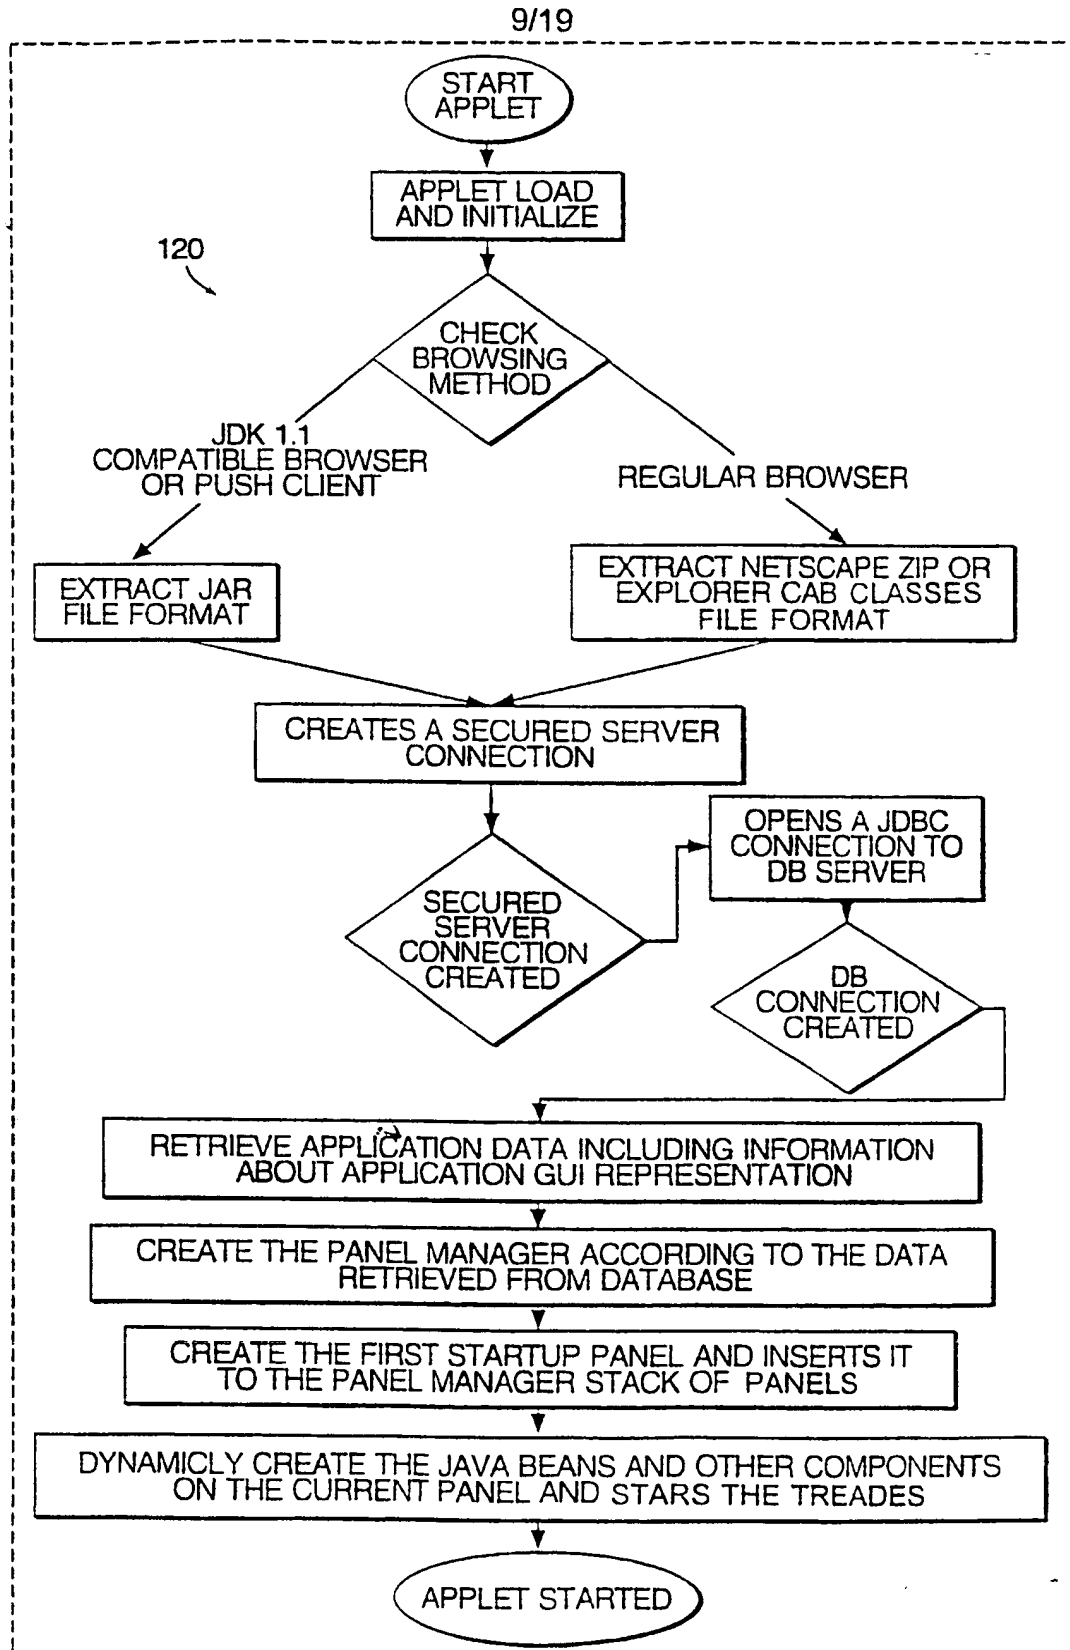 9/19
START
APPLET
APPLET LOAD
AND INITIALIZE
120
CHECK
BROWSING
METHOD
JDK 1.1
COMPATIBLE BROWSER
OR PUSH CLIENT
REGULAR BROWSER
EXTRACT JAR
FILE FORMAT
EXTRACT NETSCAPE ZIP OR
EXPLORER CAB CLASSES
FILE FORMAT
CREATES A SECURED SERVER
CONNECTION
OPENS A JDBC
CONNECTION TO
DB SERVER
SECURED
SERVER
CONNECTION
CREATED
DB
CONNECTION
CREATED
RETRIEVE APPLICATION DATA INCLUDING INFORMATION
ABOUT APPLICATION GUI REPRESENTATION
CREATE THE PANEL MANAGER ACCORDING TO THE DATA
RETRIEVED FROM DATABASE
CREATE THE FIRST STARTUP PANEL AND INSERTS IT
TO THE PANEL MANAGER STACK OF PANELS
DYNAMICLY CREATE THE JAVA BEANS AND OTHER COMPONENTS
ON THE CURRENT PANEL AND STARS THE TREADES
APPLET STARTED